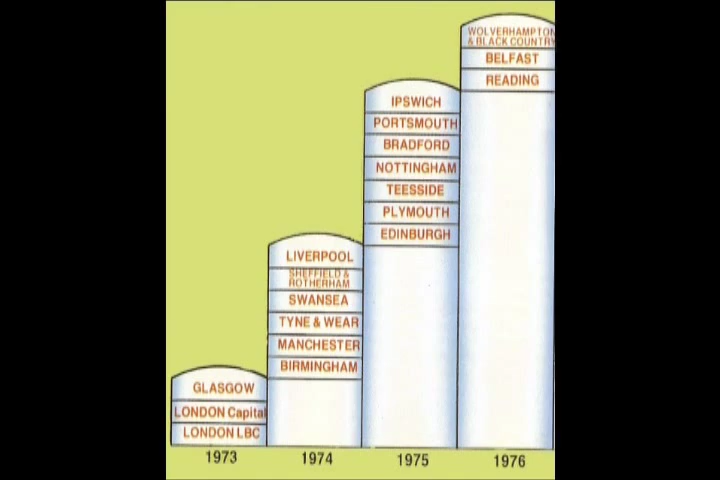 WOLVERHAMPTON
& BLACK COUNTRY
BELFAST
READING
IPSWICH
PORTSMOUTH
BRADFORD
NOTTINGHAM
TEESSIDE
PLYMOUTH
EDINBURGH
LIVERPOOL
SHEFFIELD &
ROTHERHAM
SWANSEA
TYNE & WEAR
MANCHESTER
BIRMINGHAM
GLASGOW
LONDON Capital
LONDON LBC
1973 1974 1975 1976